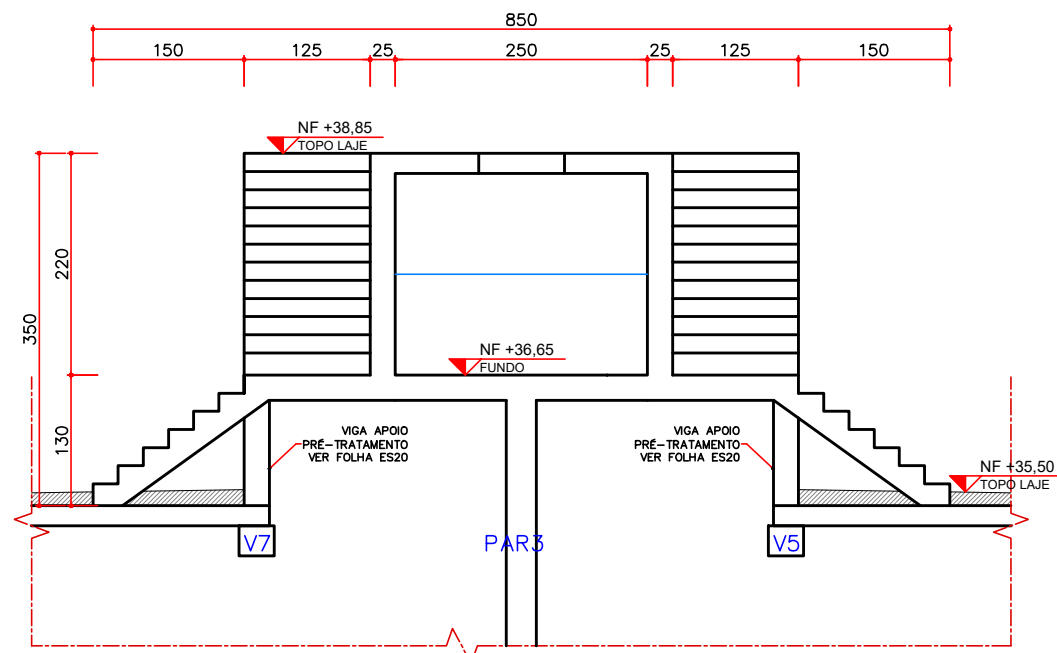 850
150 125 25 250 25 125 150
NF +38,85
TOPO LAJE
220
350
NF +36,65
FUNDO
130
VIGA APOIO
PRÉ-TRATAMENTO
VER FOLHA ES20
VIGA APOIO
PRÉ-TRATAMENTO
VER FOLHA ES20
NF +35,50
TOPO LAJE
V7 PAR3 V5